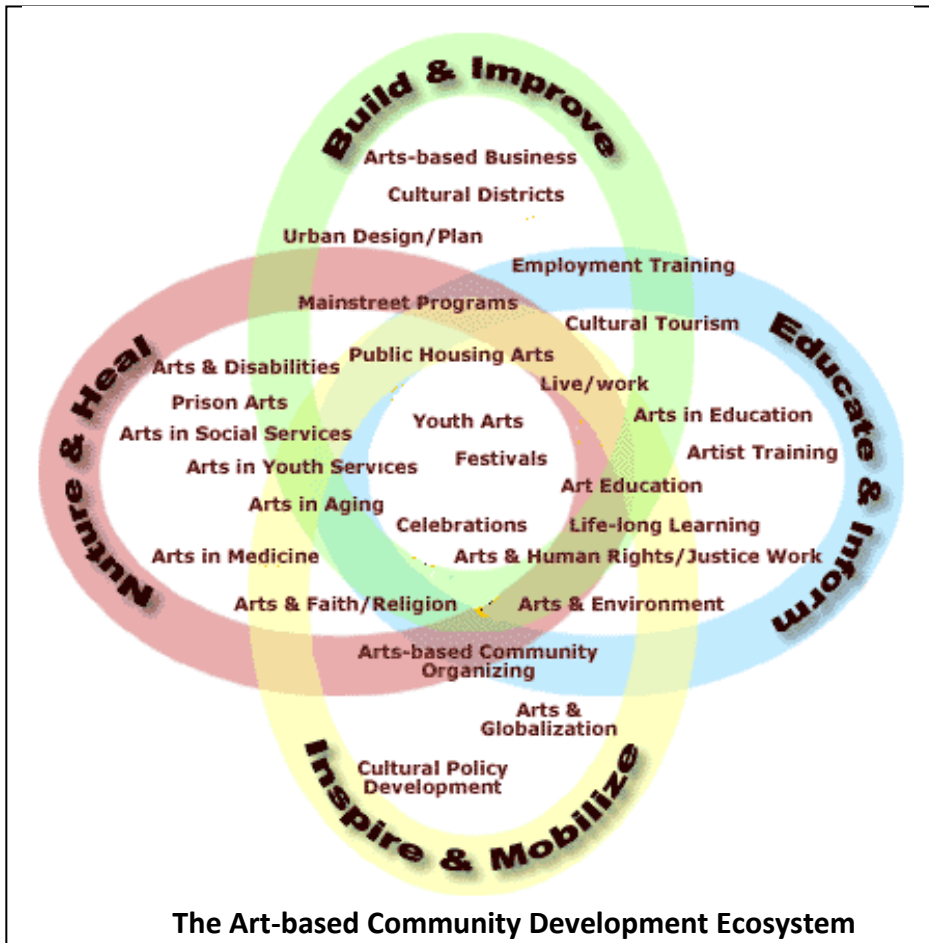 Build & Improve
Arts-based Business
Cultural Districts
Urban Design/Plan
Employment Training
Mainstreet Programs
Cultural Tourism
Educate & Inform
Nuture & Heal
Public Housing Arts
Arts & Disabilities
Live/work
Prison Arts
Youth Arts
Arts in Education
Arts in Social Services
Artist Training
Arts in Youth Services
Festivals
Art Education
Arts in Aging
Celebrations
Life-long Learning
Arts in Medicine
Arts & Human Rights/Justice Work
Arts & Faith/Religion
Arts & Environment
Arts-based Community
Organizing
Arts &
Globalization
Cultural Policy
Development
Inspire & Mobilize
The Art-based Community Development Ecosystem